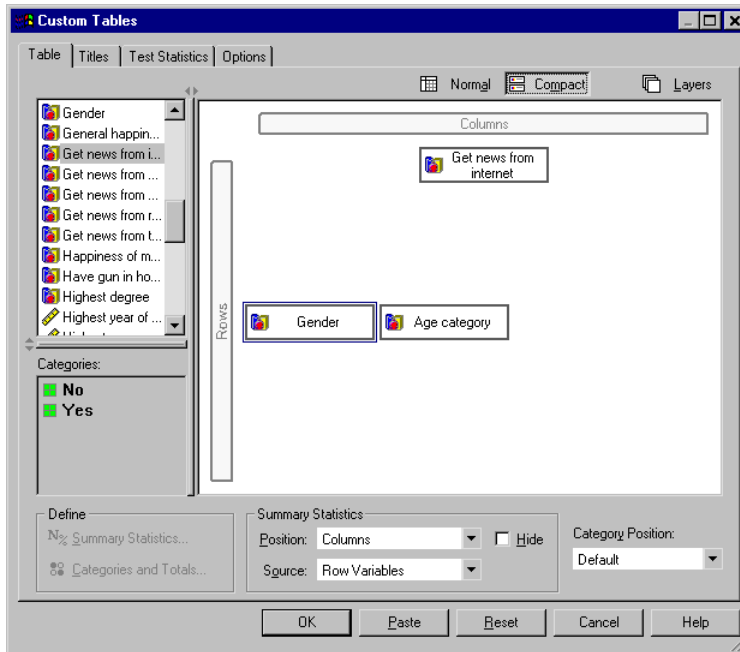 Custom Tables
Table Titles Test Statistics Options
Normal Compact Layers
Gender
General happin...
Get news from i...
Get news from ...
Get news from ...
Get news from r...
Get news from t...
Happiness of m...
Have gun in ho...
Highest degree
Highest year of ...
Columns
Get news from
internet
Rows
Gender Age category
Categories:
No
Yes
Define
N% Summary Statistics...
Categories and Totals...
Summary Statistics
Position: Columns Hide
Source: Row Variables
Category Position:
Default
OK Paste Reset Cancel Help